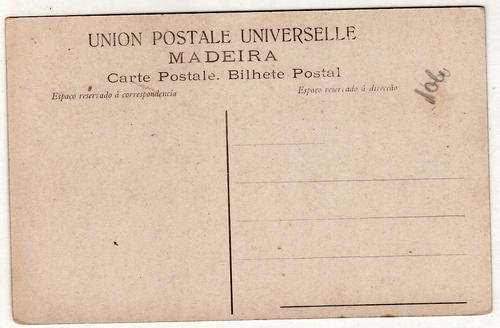 UNION POSTALE UNIVERSELLE
MADEIRA
Carte Postale. Bilhete Postal
Espaço reservado á correspondencia
Espaço reservado á direcção